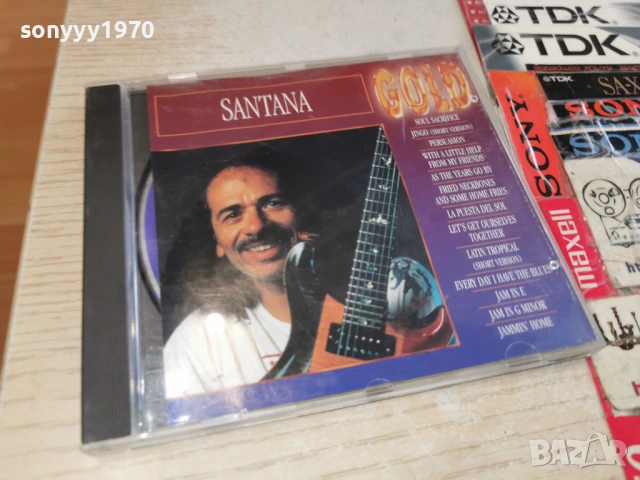 sonyyy1970
SANTANA
GOLD
SOUL SACRIFICE
JINGO (SHORT VERSION)
PERSUASION
WITH A LITTLE HELP
FROM MY FRIENDS
AS THE YEARS GO BY
FRIED NECKBONES
AND SOME HOME FRIES
LA PUESTA DEL SOL
LET'S GET OURSELVES
TOGETHER
LATIN TROPICAL
(SHORT VERSION)
EVERY DAY I HAVE THE BLUES
JAM IN E
JAM IN G MINOR
JAMMIN' HOME
TDK
TDK
TDK
SA-X
SONY
maxell
BAZAR
bg